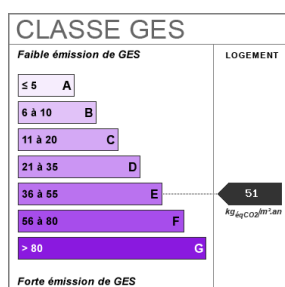 CLASSE GES
Faible émission de GES
LOGEMENT
≤ 5 A
6 à 10 B
11 à 20 C
21 à 35 D
36 à 55 E
51
kgéqCO2/m².an
56 à 80 F
> 80 G
Forte émission de GES